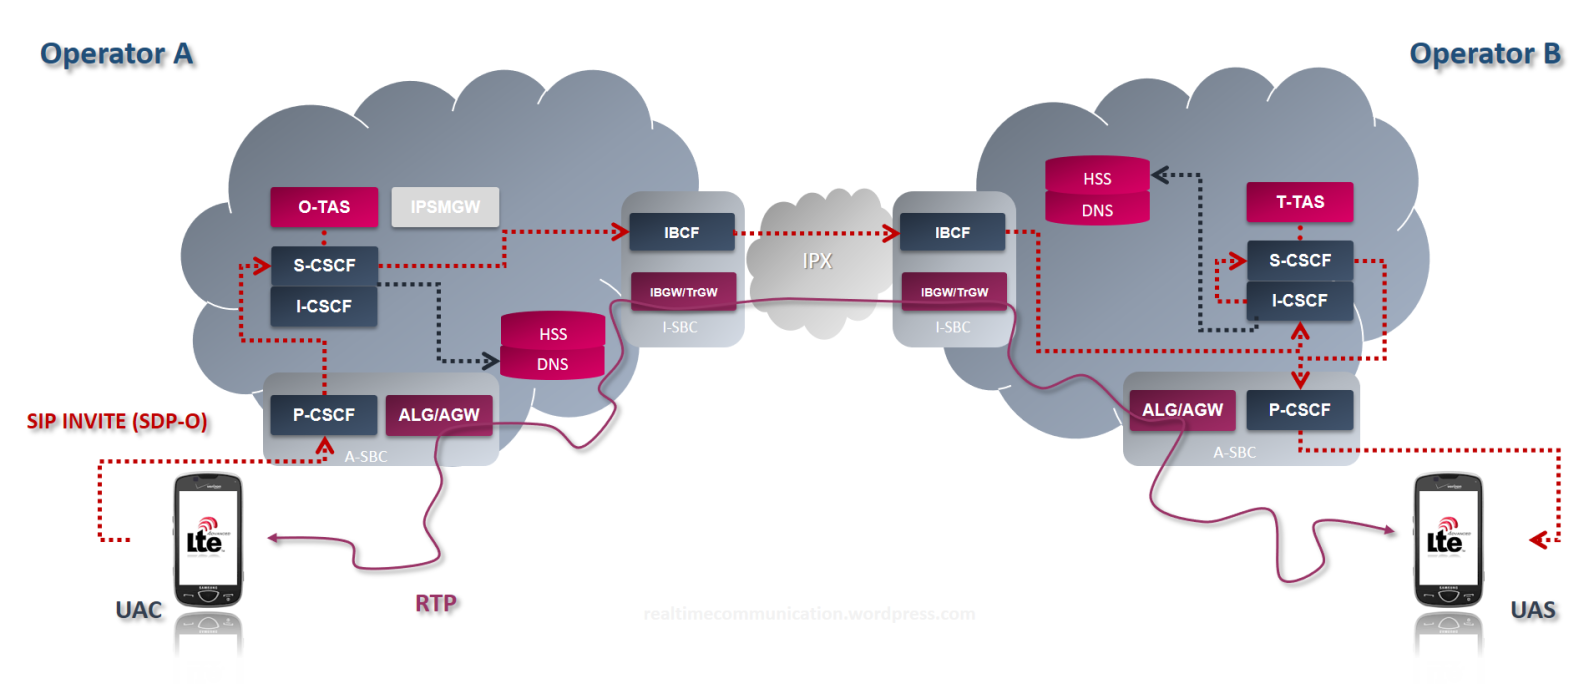 Operator A
Operator B
HSS
DNS
O-TAS
IPSMGW
T-TAS
IBCF
IBCF
S-CSCF
IPX
S-CSCF
I-CSCF
IBGW/TrGW
IBGW/TrGW
I-CSCF
I-SBC
I-SBC
HSS
DNS
P-CSCF
ALG/AGW
ALG/AGW
P-CSCF
SIP INVITE (SDP-O)
A-SBC
A-SBC
Lte
Lte
UAC
RTP
realtimecommunication.wordpress.com
UAS